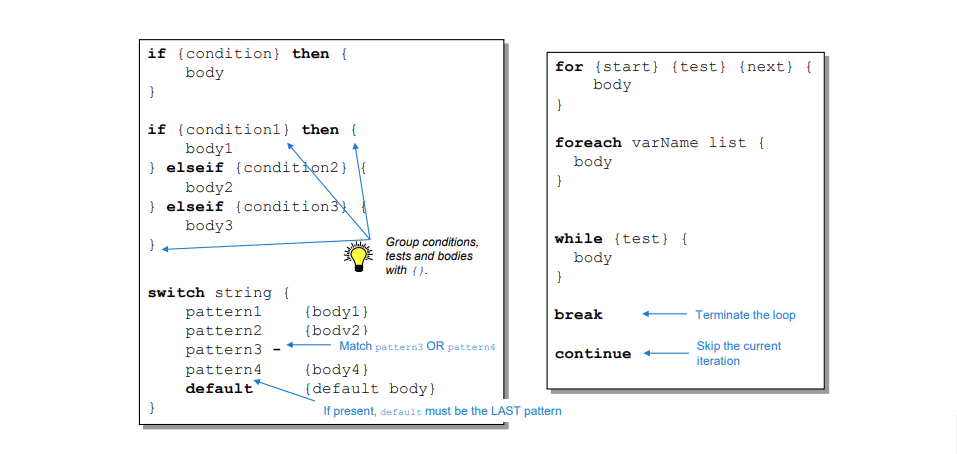 if {condition} then {
body
}
if {condition1} then {
body1
} elseif {condition2} {
body2
} elseif {condition3} {
body3
}
Group conditions,
tests and bodies
with {}.
switch string {
pattern1 {body1}
pattern2 {body2}
pattern3 -
Match pattern3 OR pattern4
pattern4 {body4}
default {default body}
}
If present, default must be the LAST pattern
for {start} {test} {next} {
body
}
foreach varName list {
body
}
while {test} {
body
}
break
Terminate the loop
continue
Skip the current
iteration